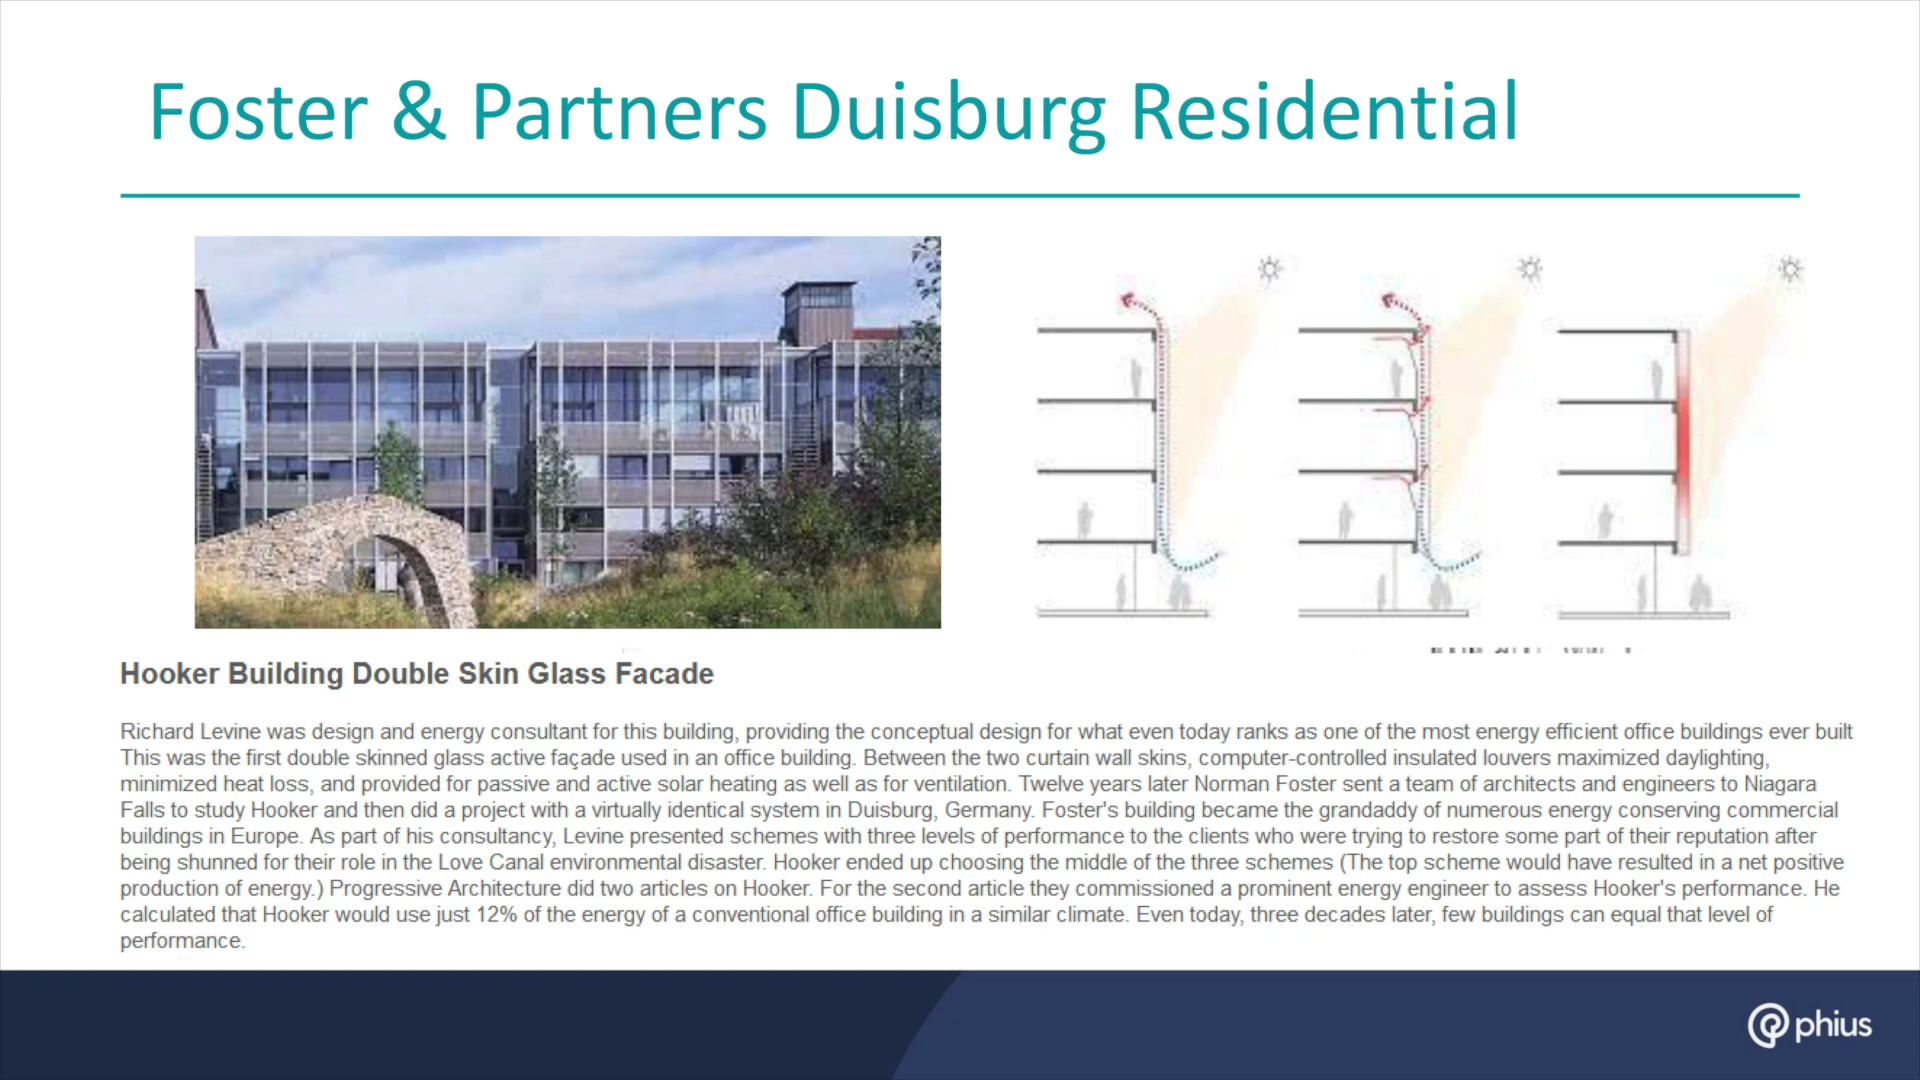 Foster & Partners Duisburg Residential
Hooker Building Double Skin Glass Facade
Richard Levine was design and energy consultant for this building, providing the conceptual design for what even today ranks as one of the most energy efficient office buildings ever built
This was the first double skinned glass active façade used in an office building. Between the two curtain wall skins, computer-controlled insulated louvers maximized daylighting,
minimized heat loss, and provided for passive and active solar heating as well as for ventilation. Twelve years later Norman Foster sent a team of architects and engineers to Niagara
Falls to study Hooker and then did a project with a virtually identical system in Duisburg, Germany. Foster's building became the grandaddy of numerous energy conserving commercial
buildings in Europe. As part of his consultancy, Levine presented schemes with three levels of performance to the clients who were trying to restore some part of their reputation after
being shunned for their role in the Love Canal environmental disaster. Hooker ended up choosing the middle of the three schemes (The top scheme would have resulted in a net positive
production of energy.) Progressive Architecture did two articles on Hooker. For the second article they commissioned a prominent energy engineer to assess Hooker's performance. He
calculated that Hooker would use just 12% of the energy of a conventional office building in a similar climate. Even today, three decades later, few buildings can equal that level of
performance.
phius